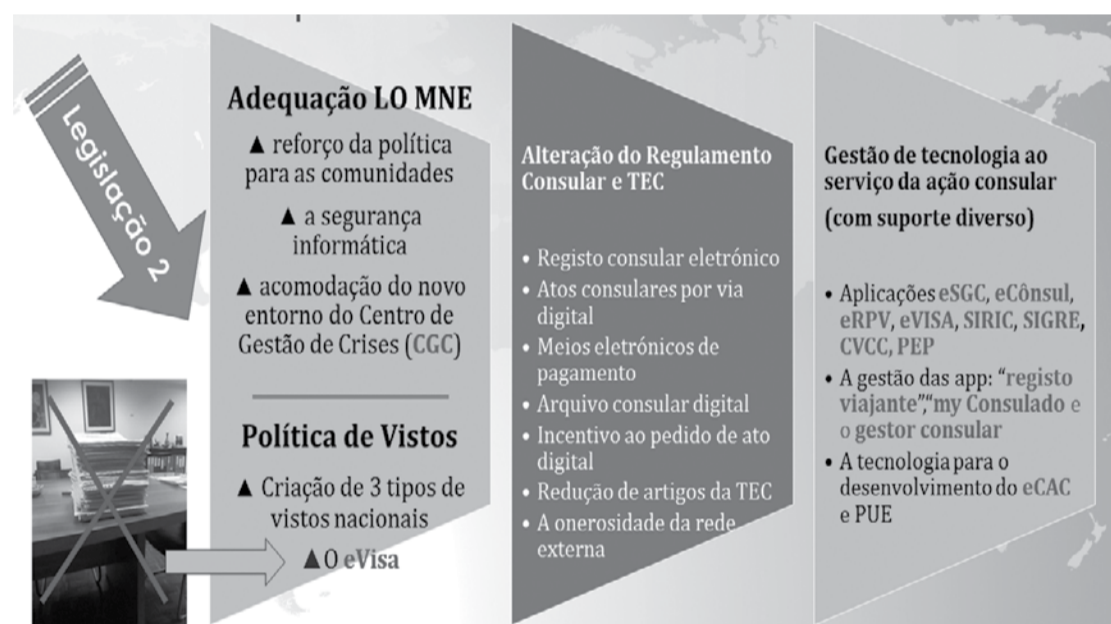 Legislação 2
Adequação LO MNE
▲ reforço da política
para as comunidades
▲ a segurança
informática
▲ acomodação do novo
entorno do Centro de
Gestão de Crises (CGC)
Política de Vistos
▲ Criação de 3 tipos de
vistos nacionais
▲O eVisa
Alteração do Regulamento
Consular e TEC
• Registo consular eletrónico
• Atos consulares por via
digital
• Meios eletrónicos de
pagamento
• Arquivo consular digital
• Incentivo ao pedido de ato
digital
• Redução de artigos da TEC
• A onerosidade da rede
externa
Gestão de tecnologia ao
serviço da ação consular
(com suporte diverso)
• Aplicações eSGC, eCônsul,
eRPV, eVISA, SIRIC, SIGRE,
CVCC, PEP
• A gestão das app: “registo
viajante”,“my Consulado e
o gestor consular
• A tecnologia para o
desenvolvimento do eCAC
e PUE